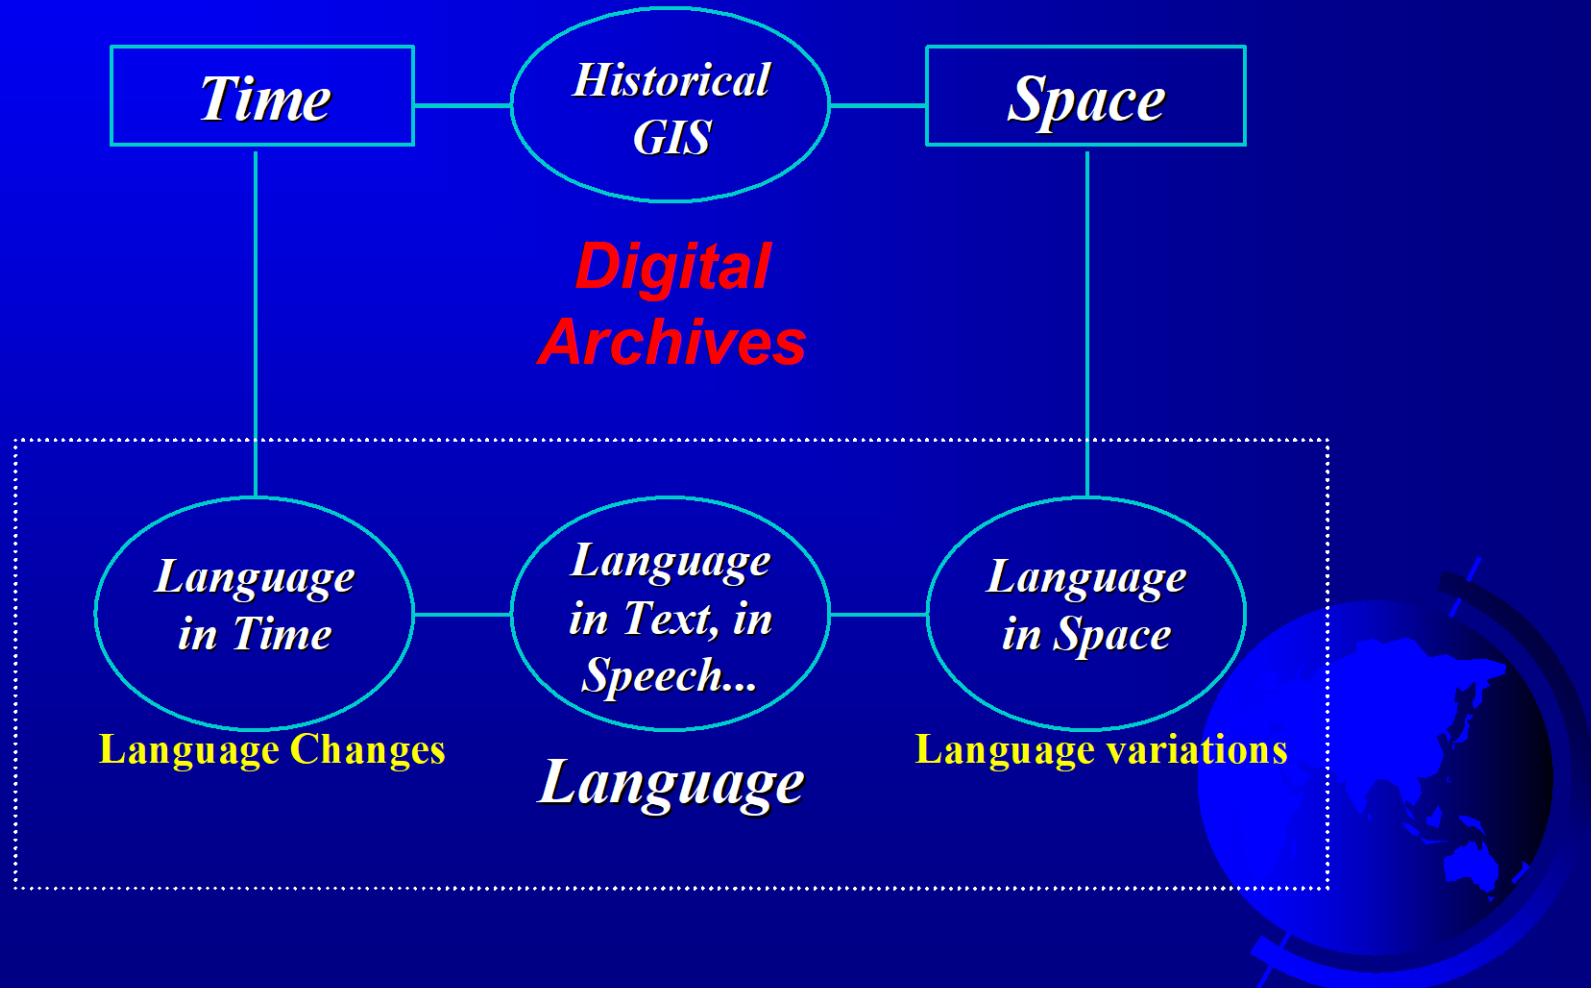 Time
Historical
GIS
Space
Digital
Archives
Language
in Time
Language
in Text, in
Speech...
Language
in Space
Language Changes
Language
Language variations